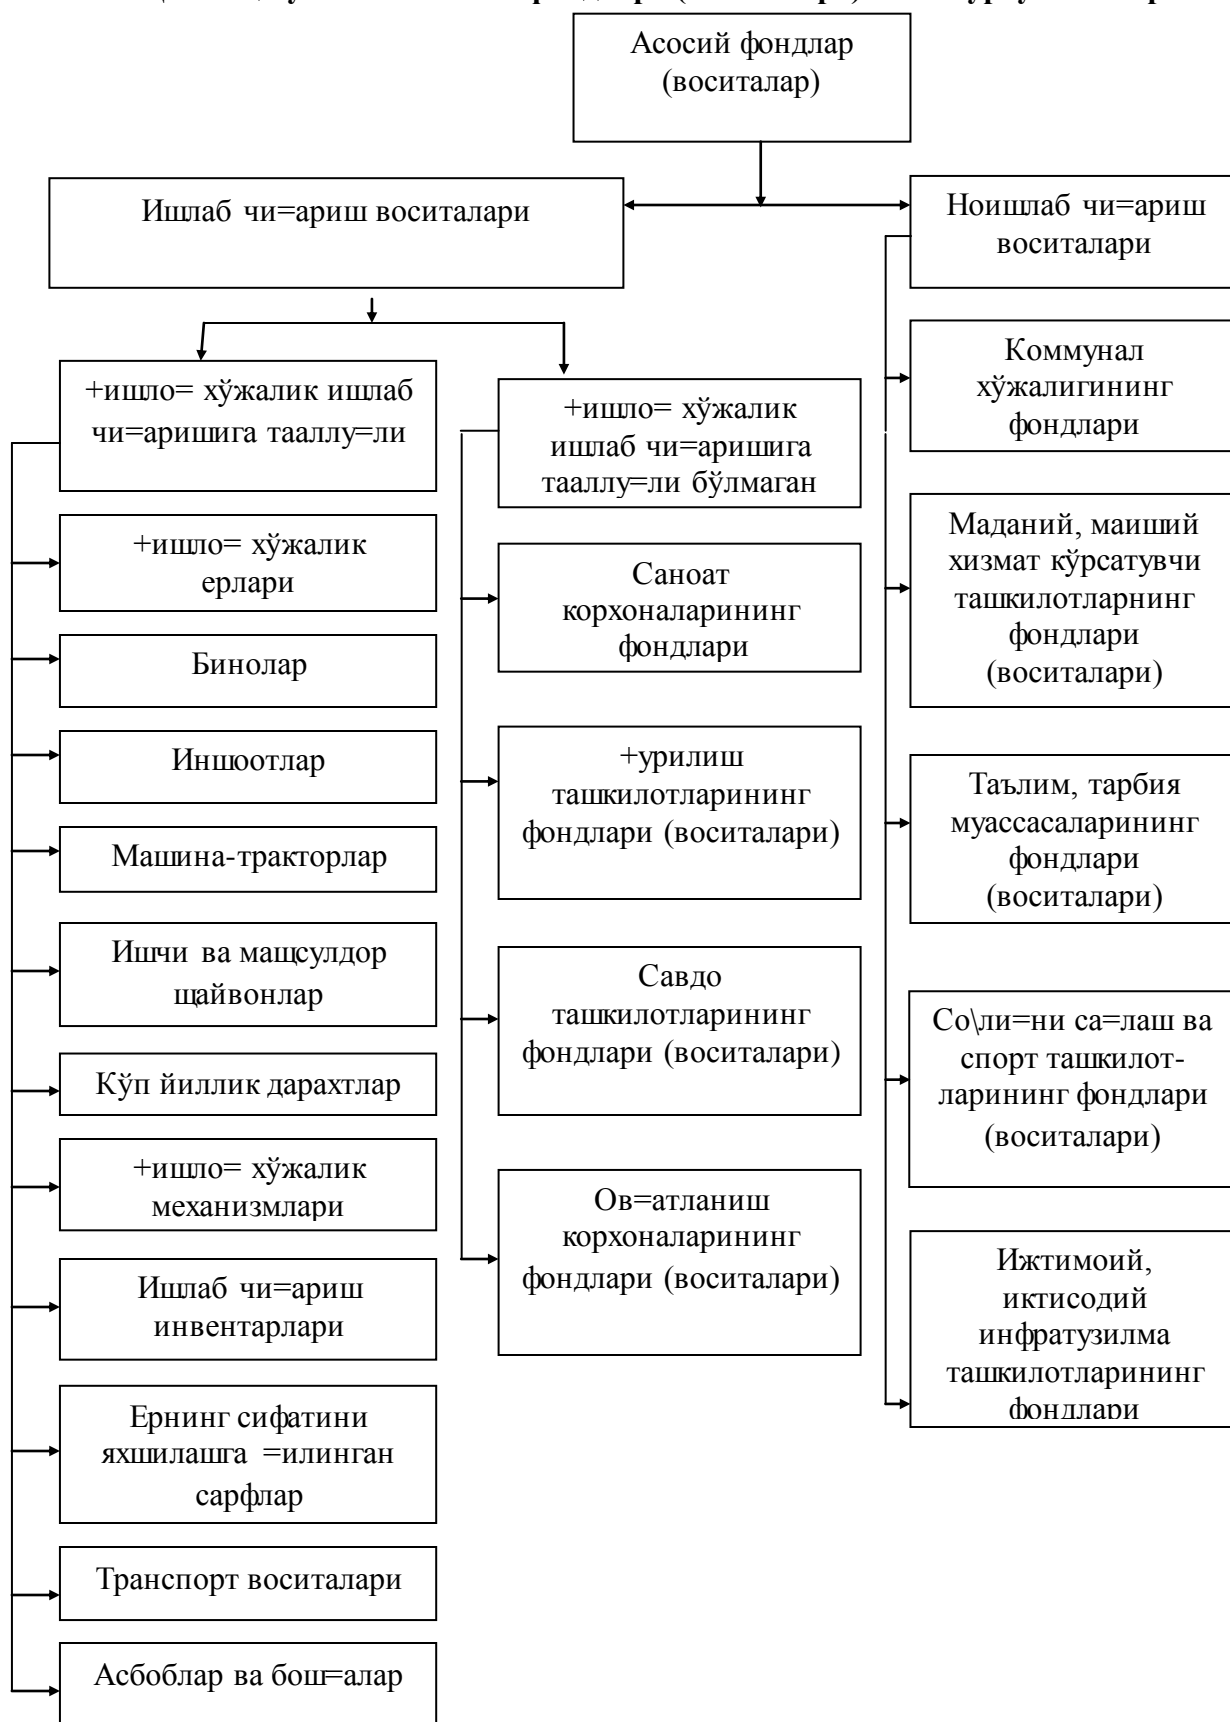 Асосий фондлар
(воситалар)
Ишлаб чи=ариш воситалари
Ноишлаб чи=ариш
воситалари
+ишло= хўжалик ишлаб
чи=аришига тааллу=ли
+ишло= хўжалик
ерлари
Бинолар
Иншоотлар
Машина-тракторлар
Ишчи ва мащсулдор
щайвонлар
Кўп йиллик дарахтлар
+ишло= хўжалик
механизмлари
Ишлаб чи=ариш
инвентарлари
Ернинг сифатини
яхшилашга =илинган
сарфлар
Транспорт воситалари
Асбоблар ва бош=алар
+ишло= хўжалик
ишлаб чи=аришига
тааллу=ли бўлмаган
Саноат
корхоналарининг
фондлари
+урилиш
ташкилотларининг
фондлари (воситалари)
Савдо
ташкилотларининг
фондлари (воситалари)
Ов=атланиш
корхоналарининг
фондлари (воситалари)
Коммунал
хўжалигининг
фондлари
Маданий, маиший
хизмат кўрсатувчи
ташкилотларнинг
фондлари
(воситалари)
Таълим, тарбия
муассасаларининг
фондлари
(воситалари)
Со\ли=ни са=лаш ва
спорт ташкилот-
ларининг фондлари
(воситалари)
Ижтимоий,
иктисодий
инфратузилма
ташкилотларининг
фондлари